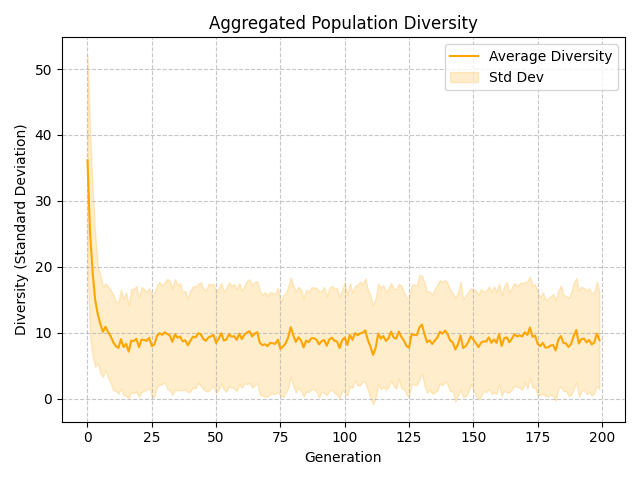 Aggregated Population Diversity
Average Diversity
Std Dev
Diversity (Standard Deviation)
50
40
30
20
10
0
0 25 50 75 100 125 150 175 200
Generation